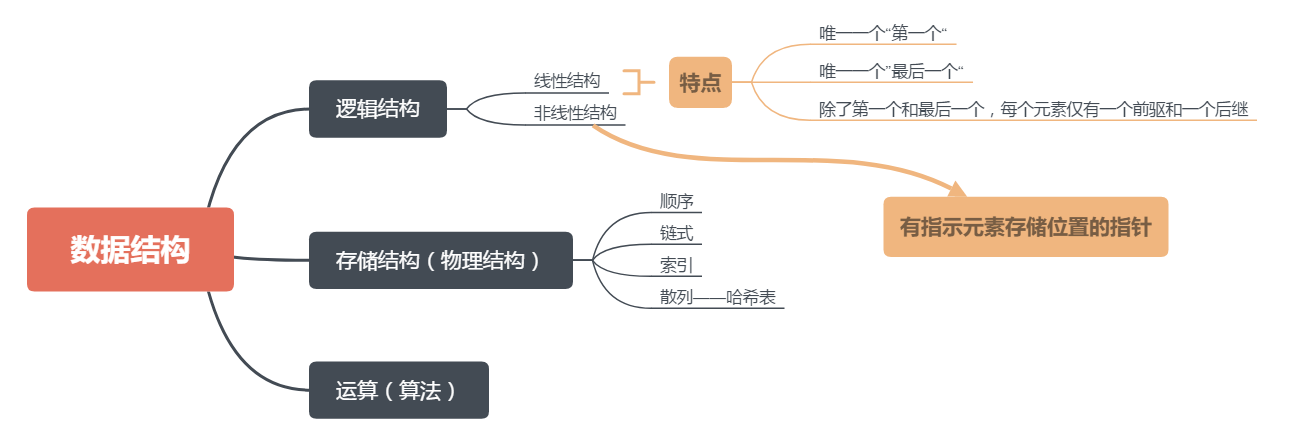 数据结构
逻辑结构
线性结构
非线性结构
特点
唯一一个“第一个“
唯一一个”最后一个“
除了第一个和最后一个，每个元素仅有一个前驱和一个后继
有指示元素存储位置的指针
存储结构（物理结构）
顺序
链式
索引
散列——哈希表
运算（算法）